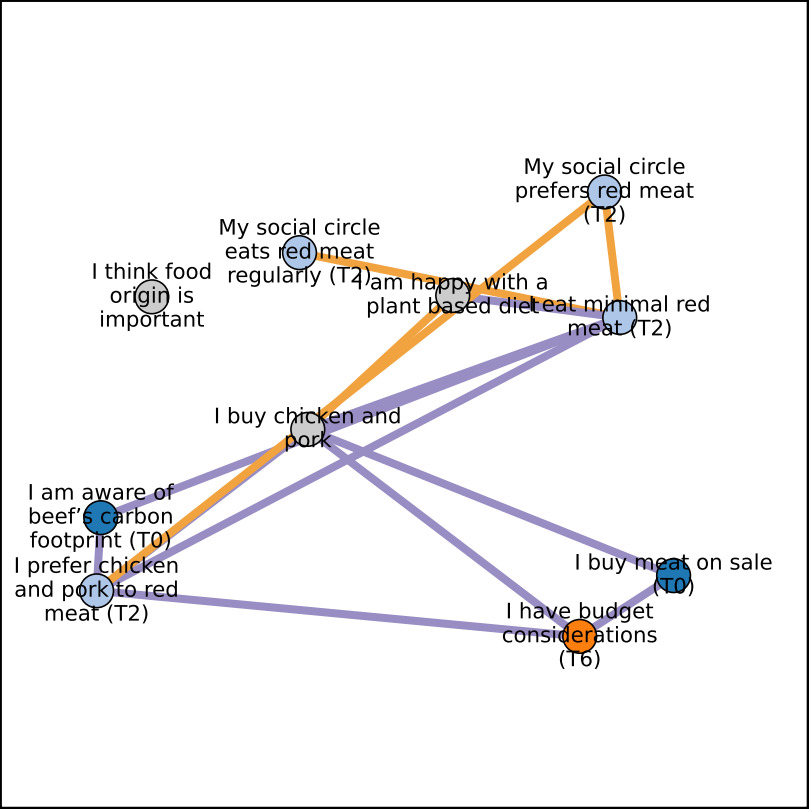 My social circle
prefers red meat
(T2)
My social circle
eats red meat
regularly (T2)
I think food
origin is
important
I am happy with a
plant based diet
I eat minimal red
meat (T2)
I buy chicken and
pork
I am aware of
beef’s carbon
footprint (T0)
I prefer chicken
and pork to red
meat (T2)
I buy meat on sale
(T0)
I have budget
considerations
(T6)